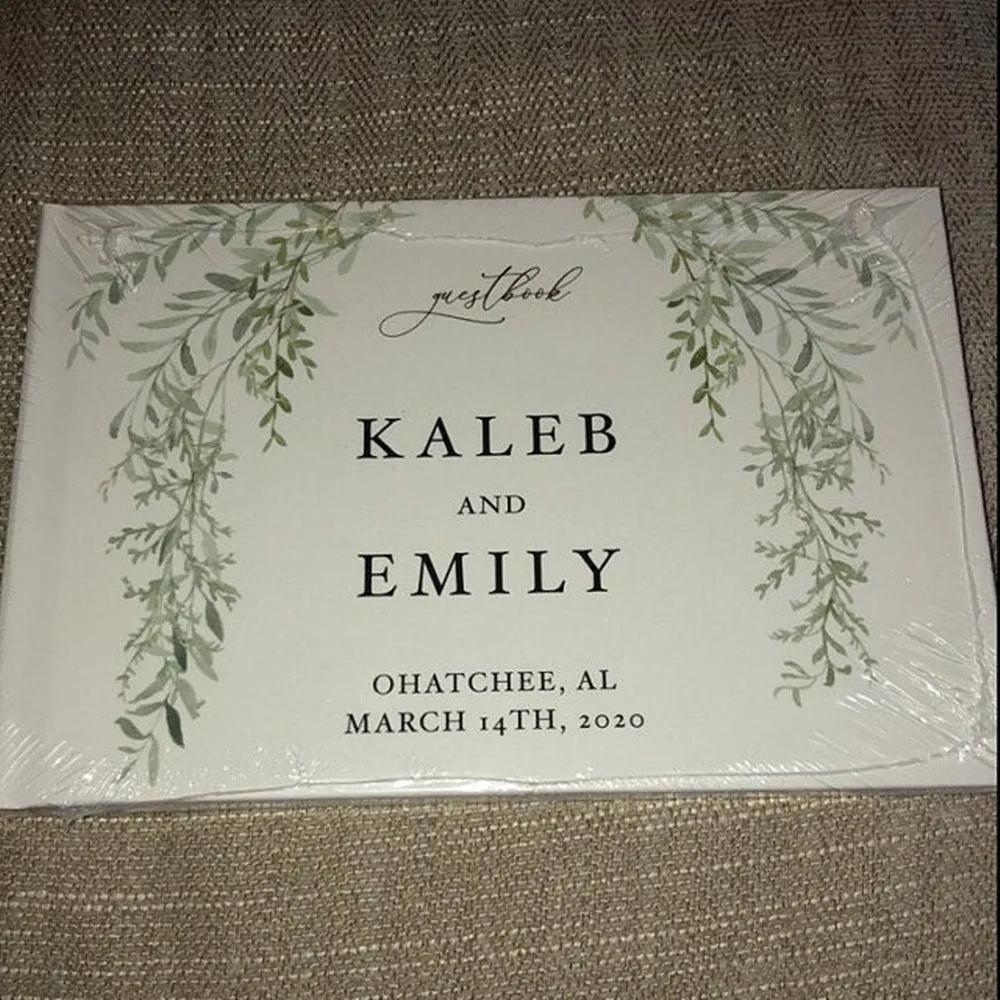 guestbook
KALEB
AND
EMILY
OHATCHEE, AL
MARCH 14TH, 2020